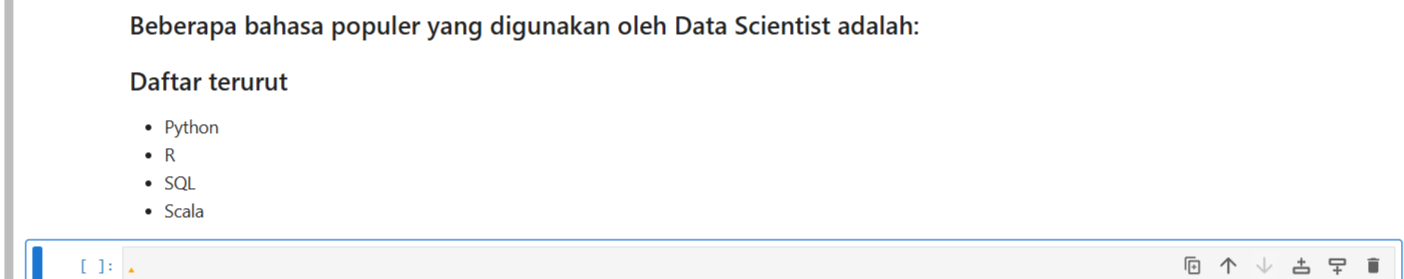 Beberapa bahasa populer yang digunakan oleh Data Scientist adalah:
Daftar terurut
• Python
• R
• SQL
• Scala
[ ]: